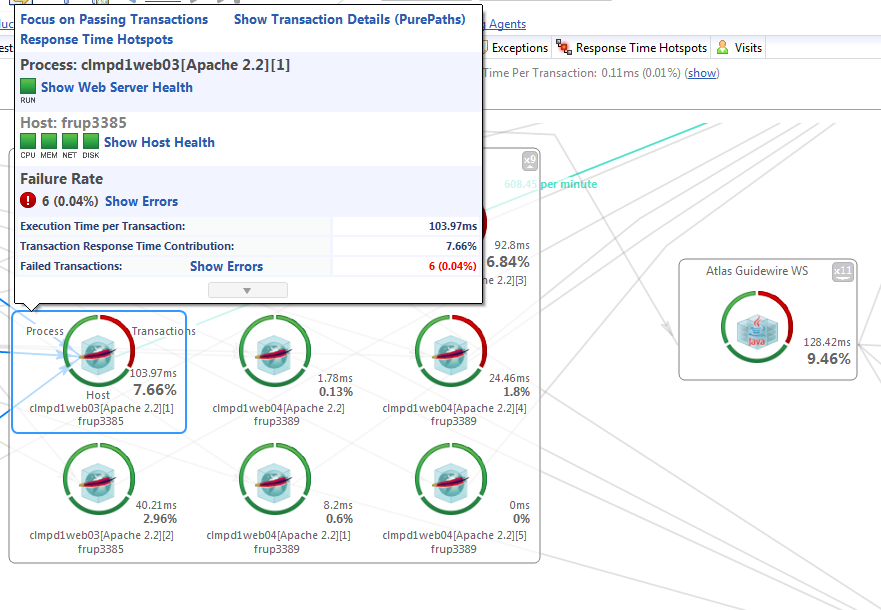 Focus on Passing Transactions Show Transaction Details (PurePaths)
Response Time Hotspots
Agents
Exceptions Response Time Hotspots Visits
Time Per Transaction: 0.11ms (0.01%) (show)
Process: clmpd1web03[Apache 2.2][1]
Show Web Server Health
RUN
Host: frup3385
Show Host Health
CPU MEM NET DISK
Failure Rate
6 (0.04%) Show Errors
Execution Time per Transaction: 103.97ms
Transaction Response Time Contribution: 7.66%
Failed Transactions: Show Errors 6 (0.04%)
x9
608.45 per minute
92.8ms
6.84%
2.2][3]
Atlas Guidewire WS x11
Java
128.42ms
9.46%
Process Transactions
Host
103.97ms
7.66%
clmpd1web03[Apache 2.2][1]
frup3385
1.78ms
0.13%
clmpd1web04[Apache 2.2]
frup3389
24.46ms
1.8%
clmpd1web04[Apache 2.2][4]
frup3389
40.21ms
2.96%
clmpd1web03[Apache 2.2][2]
frup3385
8.2ms
0.6%
clmpd1web04[Apache 2.2][1]
frup3389
0ms
0%
clmpd1web04[Apache 2.2][5]
frup3389